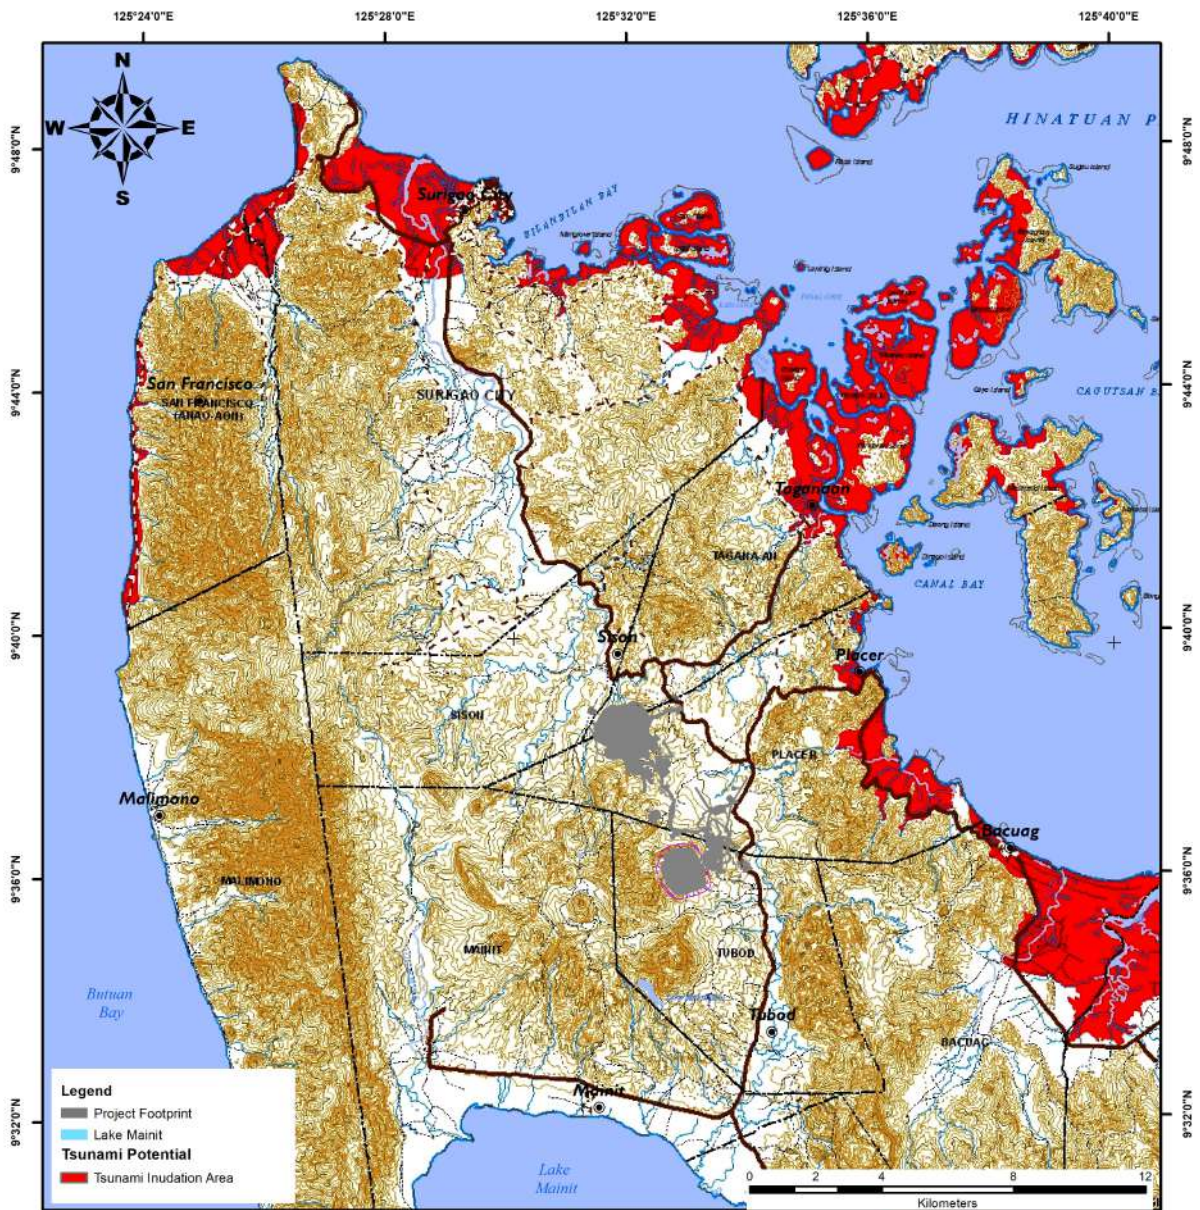 125°24'0"E
125°28'0"E
125°32'0"E
125°36'0"E
125°40'0"E
N
W
E
S
HINATUAN P
9°48'0"N
9°48'0"N
Surigao City
BILANBILAN BAY
San Francisco
SAN FRANCISCO
(ANAO-AON)
SURIGAO CITY
9°44'0"N
9°44'0"N
CAGUTSAN B
Taganaan
TAGANA-AN
CANAL BAY
9°40'0"N
9°40'0"N
Sison
Placer
SISON
PLACER
Malimono
Bacuag
9°36'0"N
9°36'0"N
MALIMONO
MAINIT
TUBOD
Butuan
Bay
Tubod
BACUAG
Mainit
9°32'0"N
9°32'0"N
Lake
Mainit
Legend
Project Footprint
Lake Mainit
Tsunami Potential
Tsunami Inudation Area
0
2
4
8
12
Kilometers